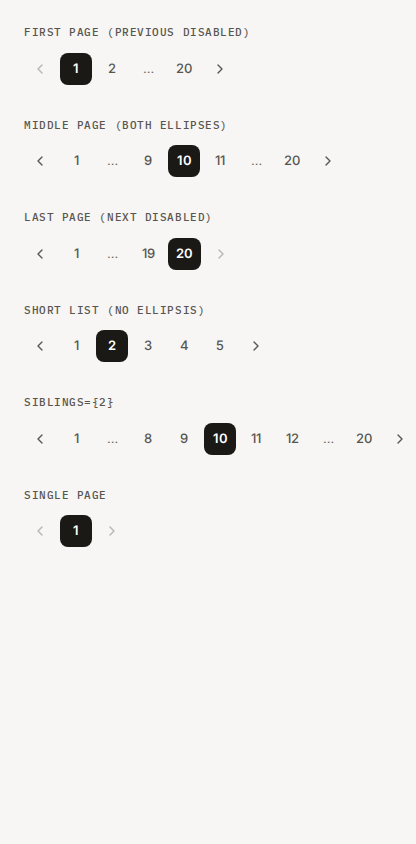 FIRST PAGE (PREVIOUS DISABLED)
1 2 … 20
MIDDLE PAGE (BOTH ELLIPSES)
1 … 9 10 11 … 20
LAST PAGE (NEXT DISABLED)
1 … 19 20
SHORT LIST (NO ELLIPSIS)
1 2 3 4 5
SIBLINGS={2}
1 … 8 9 10 11 12 … 20
SINGLE PAGE
1